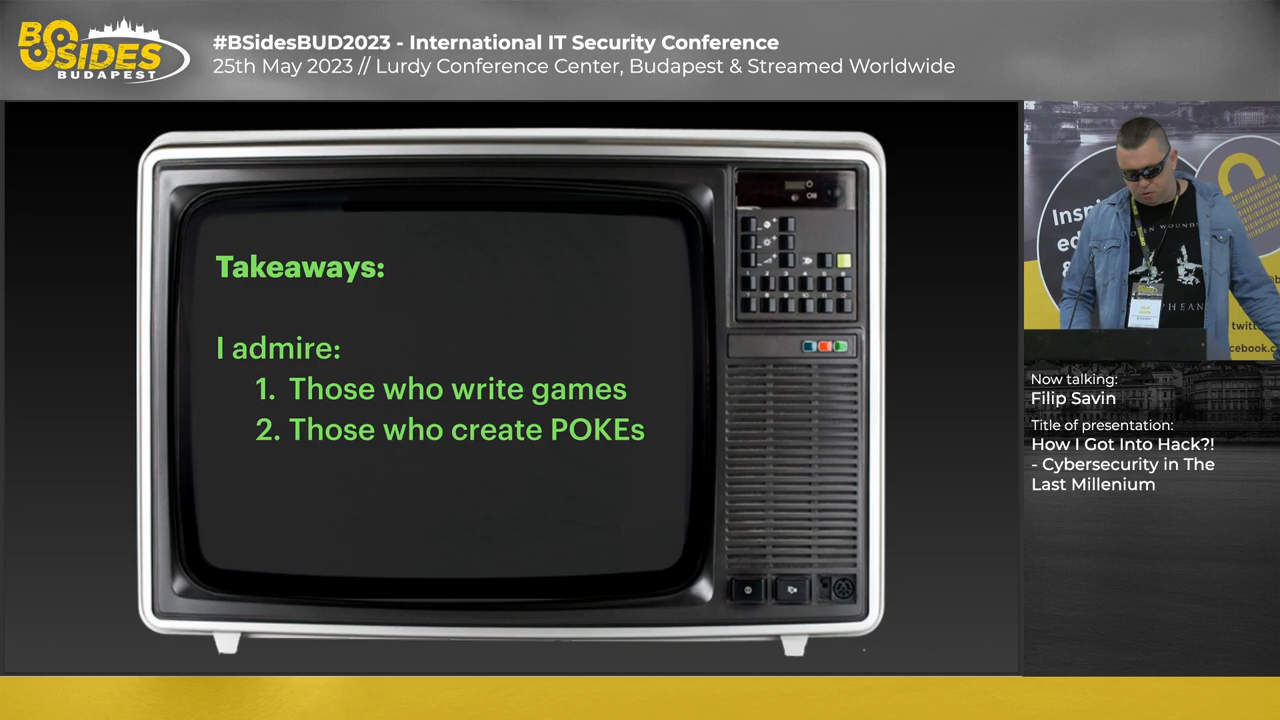 BSIDES
BUDAPEST
#BSidesBUD2023 - International IT Security Conference
25th May 2023 // Lurdy Conference Center, Budapest & Streamed Worldwide
Takeaways:
I admire:
1. Those who write games
2. Those who create POKEs
Now talking:
Filip Savin
Title of presentation:
How I Got Into Hack?!
- Cybersecurity in The
Last Millenium